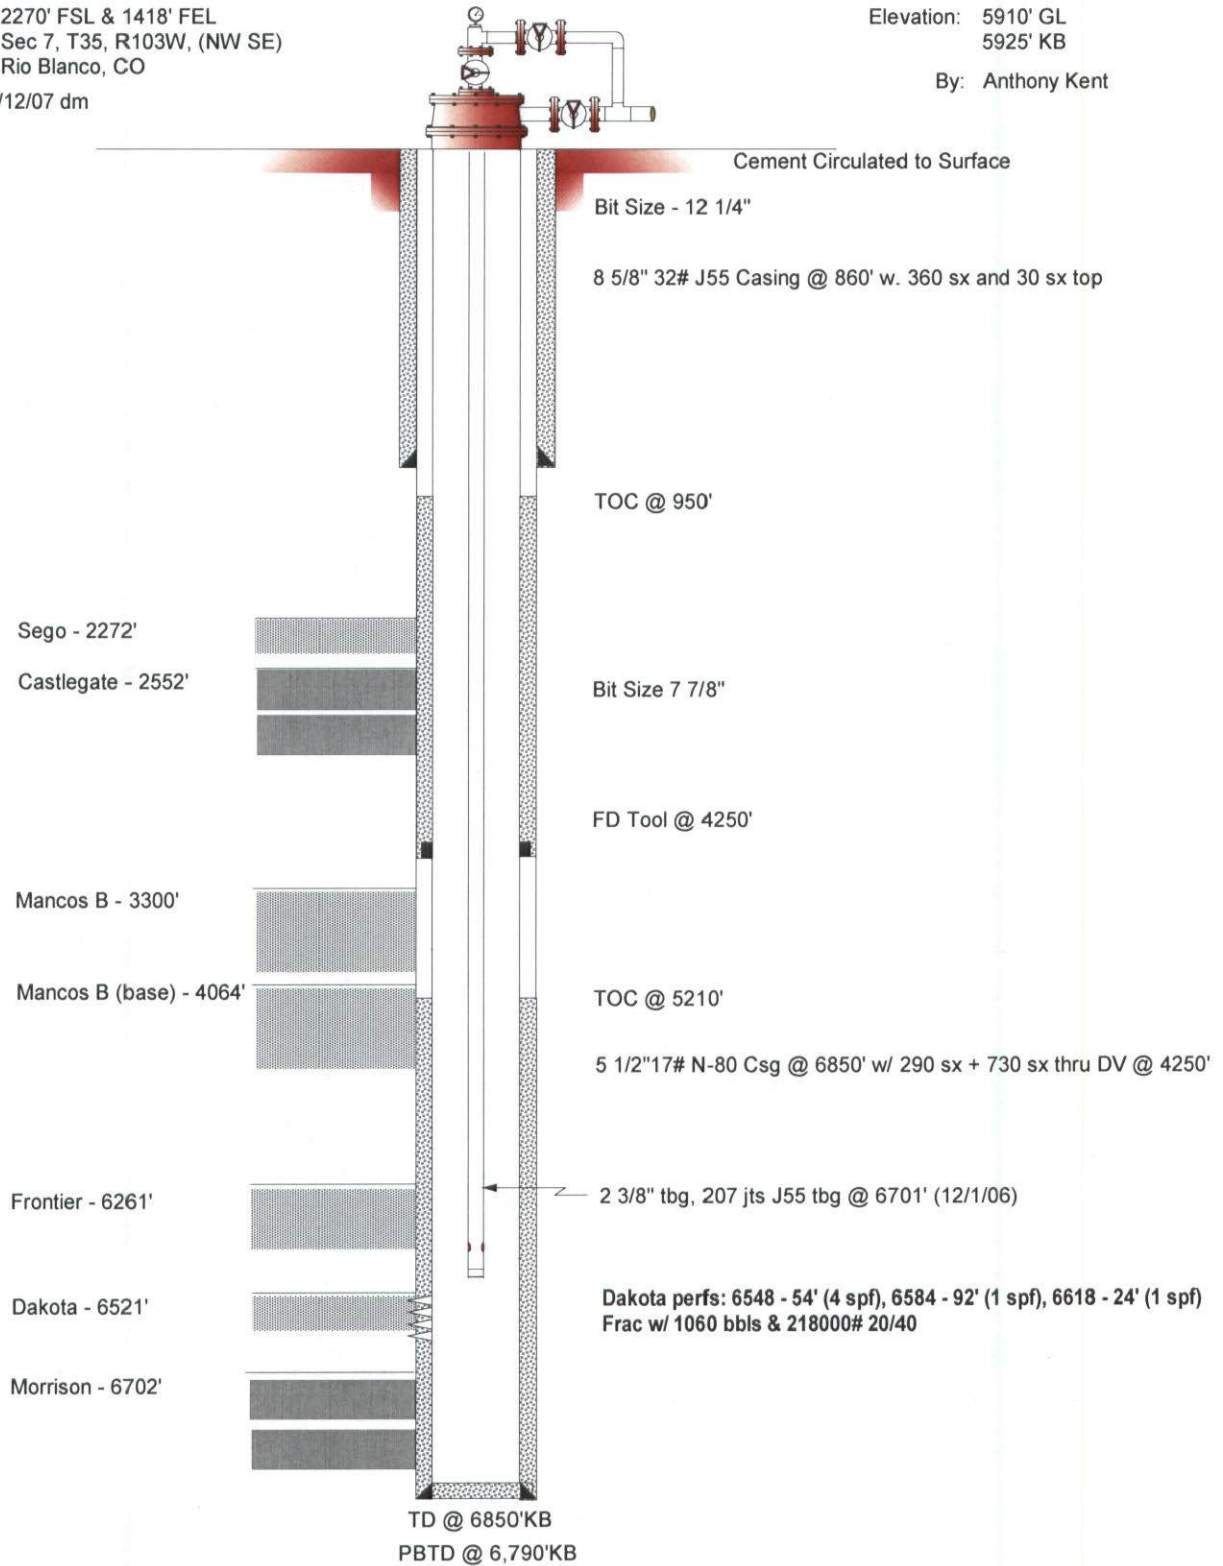 2270' FSL & 1418' FEL
Sec 7, T35, R103W, (NW SE)
Rio Blanco, CO
/12/07 dm
Elevation: 5910' GL
5925' KB
By: Anthony Kent
Cement Circulated to Surface
Bit Size - 12 1/4"
8 5/8" 32# J55 Casing @ 860' w. 360 sx and 30 sx top
TOC @ 950'
Sego - 2272'
Castlegate - 2552'
Bit Size 7 7/8"
FD Tool @ 4250'
Mancos B - 3300'
Mancos B (base) - 4064'
TOC @ 5210'
5 1/2"17# N-80 Csg @ 6850' w/ 290 sx + 730 sx thru DV @ 4250'
Frontier - 6261'
2 3/8" tbg, 207 jts J55 tbg @ 6701' (12/1/06)
Dakota - 6521'
Dakota perfs: 6548 - 54' (4 spf), 6584 - 92' (1 spf), 6618 - 24' (1 spf)
Frac w/ 1060 bbls & 218000# 20/40
Morrison - 6702'
TD @ 6850'KB
PBTD @ 6,790'KB